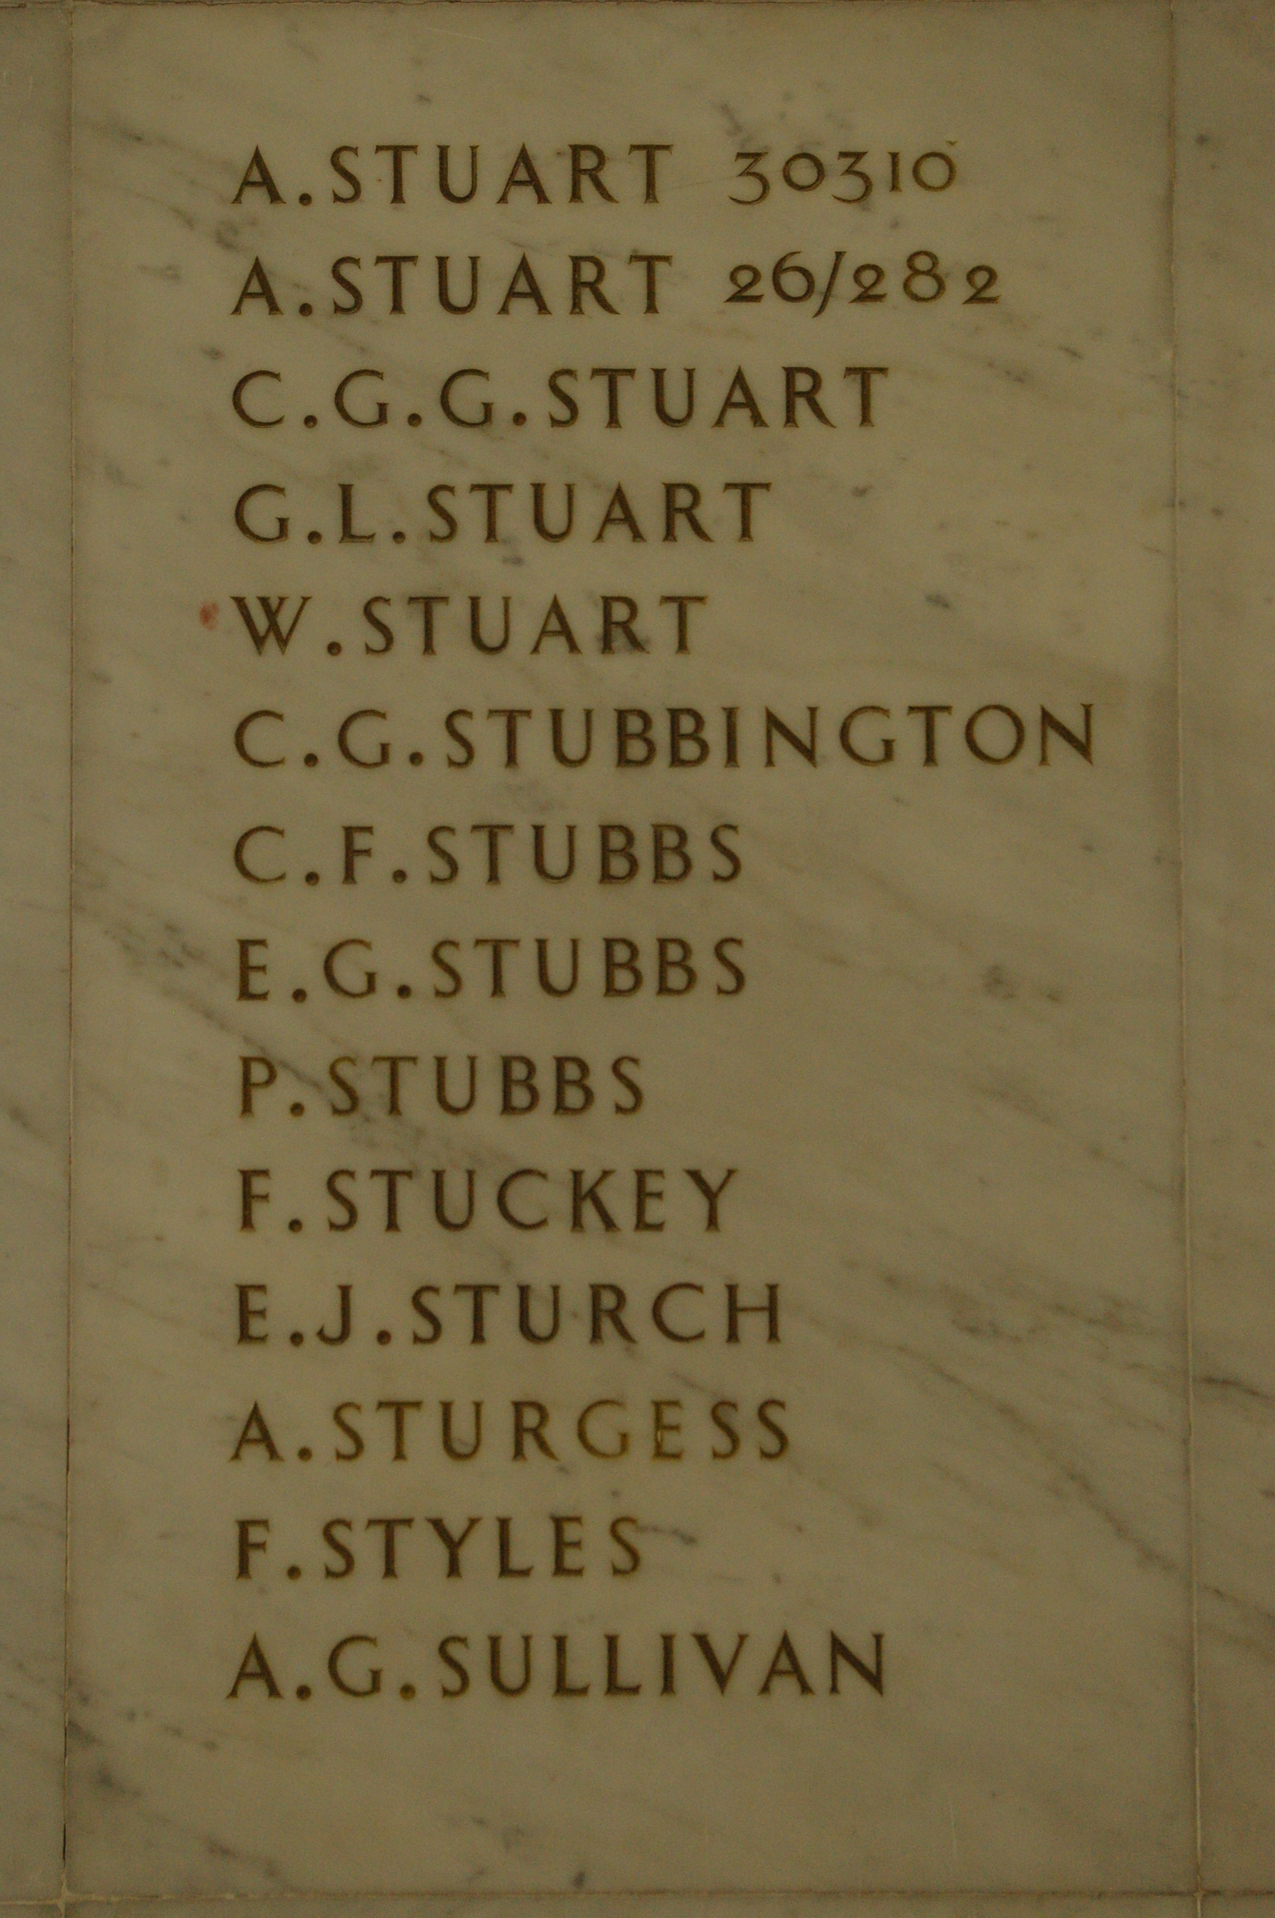 A. STUART 30310
A. STUART 26/282
C. G. G. STUART
G. L. STUART
W. STUART
C. G. STUBBINGTON
C. F. STUBBS
E. G. STUBBS
P. STUBBS
F. STUCKEY
E. J. STURCH
A. STURGESS
F. STYLES
A. G. SULLIVAN